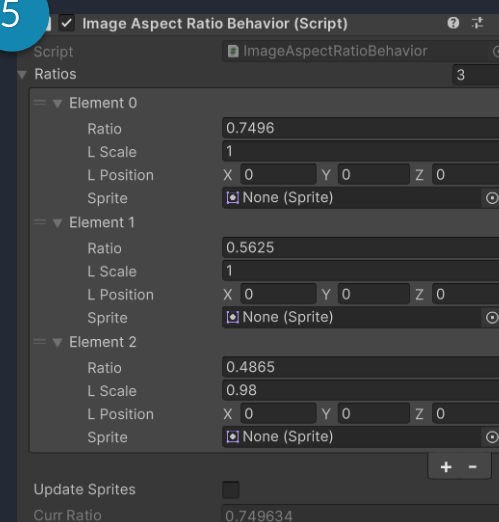 5
Image Aspect Ratio Behavior (Script)
Script ImageAspectRatioBehavior
Ratios 3
Element 0
Ratio 0.7496
L Scale 1
L Position X 0 Y 0 Z 0
Sprite None (Sprite)
Element 1
Ratio 0.5625
L Scale 1
L Position X 0 Y 0 Z 0
Sprite None (Sprite)
Element 2
Ratio 0.4865
L Scale 0.98
L Position X 0 Y 0 Z 0
Sprite None (Sprite)
+ -
Update Sprites
Curr Ratio 0.749634